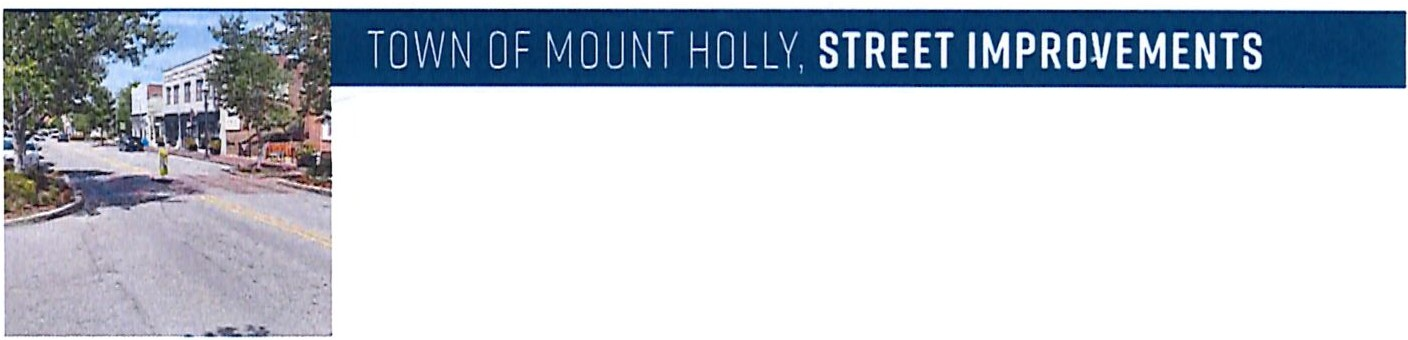 TOWN OF MOUNT HOLLY, STREET IMPROVEMENTS